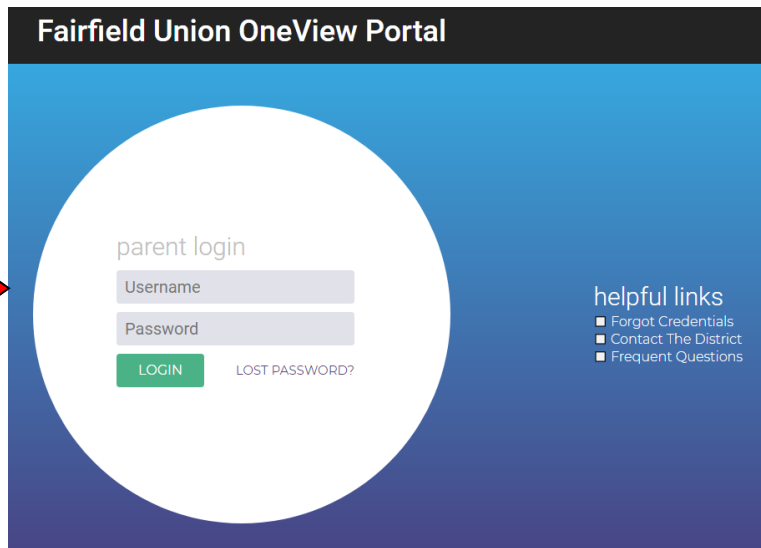 Fairfield Union OneView Portal
parent login
Username
Password
LOGIN
LOST PASSWORD?
helpful links
Forgot Credentials
Contact The District
Frequent Questions